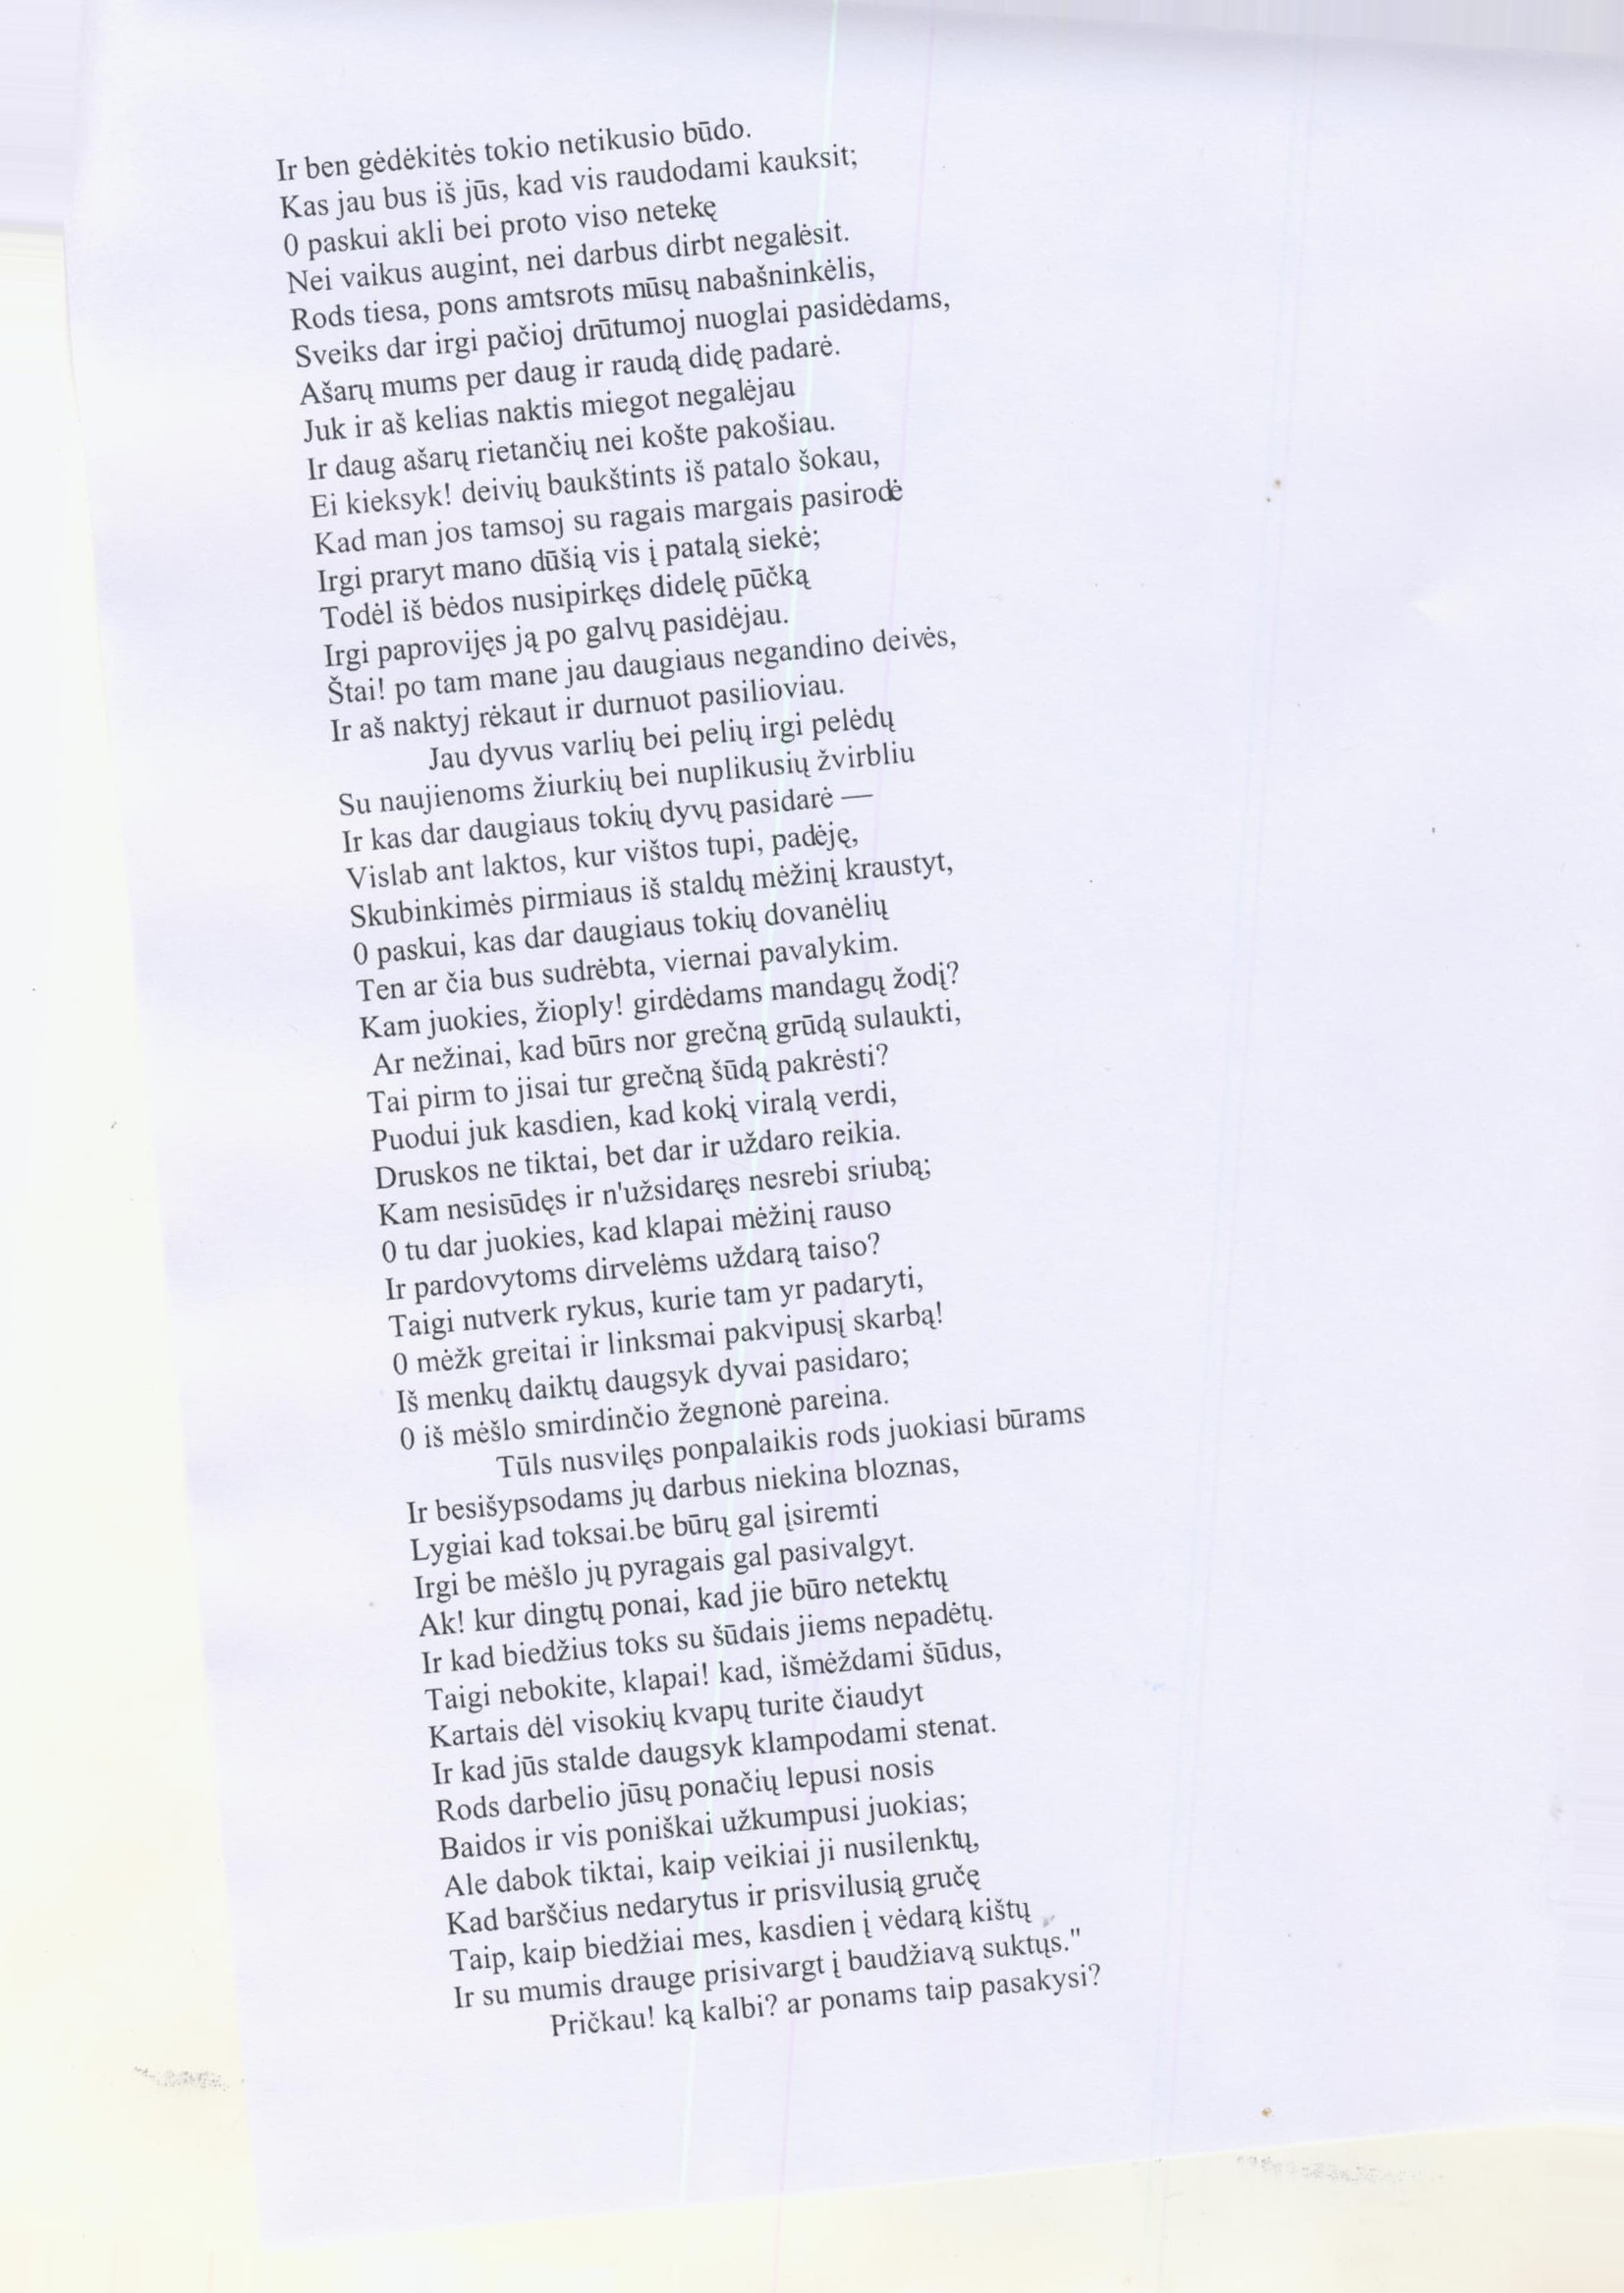 Ir ben gėdėkitės tokio netikusio būdo.
Kas jau bus iš jūs, kad vis raudodami kauksit;
0 paskui akli bei proto viso netekę
Nei vaikus augint, nei darbus dirbt negalėsit.
Rods tiesa, pons amtsrots mūsų nabašninkėlis,
Sveiks dar irgi pačioj drūtumoj nuoglai pasidėdams,
Ašarų mums per daug ir raudą didę padarė.
Juk ir aš kelias naktis miegot negalėjau
Ir daug ašarų rietančių nei košte pakošiau.
Ei kieksyk! deivių baukštints iš patalo šokau,
Kad man jos tamsoj su ragais margais pasirodė
Irgi praryt mano dūšią vis į patalą siekė;
Todėl iš bėdos nusipirkęs didelę pūčką
Irgi paprovijęs ją po galvų pasidėjau.
Štai! po tam mane jau daugiaus negandino deivės,
Ir aš naktyj rėkaut ir durnuot pasilioviau.
Jau dyvus varlių bei pelių irgi pelėdų
Su naujienoms žiurkių bei nuplikusių žvirbliu
Ir kas dar daugiaus tokių dyvų pasidarė —
Vislab ant laktos, kur vištos tupi, padėję,
Skubinkimės pirmiaus iš staldų mėžinį kraustyt,
0 paskui, kas dar daugiaus tokių dovanėlių
Ten ar čia bus sudrėbta, viernai pavalykim.
Kam juokies, žioply! girdėdams mandagų žodį?
Ar nežinai, kad būrs nor grečną grūdą sulaukti,
Tai pirm to jisai tur grečną šūdą pakrėsti?
Puodui juk kasdien, kad kokį viralą verdi,
Druskos ne tiktai, bet dar ir uždaro reikia.
Kam nesisūdęs ir n'užsidaręs nesrebi sriubą;
0 tu dar juokies, kad klapai mėžinį rauso
Ir pardovytoms dirvelėms uždarą taiso?
Taigi nutverk rykus, kurie tam yr padaryti,
0 mėžk greitai ir linksmai pakvipusį skarbą!
Iš menkų daiktų daugsyk dyvai pasidaro;
0 iš mėšlo smirdinčio žegnonė pareina.
Tūls nusvilęs ponpalaikis rods juokiasi būrams
Ir besišypsodams jų darbus niekina bloznas,
Lygiai kad toksai.be būrų gal įsiremti
Irgi be mėšlo jų pyragais gal pasivalgyt.
Ak! kur dingtų ponai, kad jie būro netektų
Ir kad biedžius toks su šūdais jiems nepadėtų.
Taigi nebokite, klapai! kad, išmėždami šūdus,
Kartais dėl visokių kvapų turite čiaudyt
Ir kad jūs stalde daugsyk klampodami stenat.
Rods darbelio jūsų ponačių lepusi nosis
Baidos ir vis poniškai užkumpusi juokias;
Ale dabok tiktai, kaip veikiai ji nusilenktų,
Kad barščius nedarytus ir prisvilusią gručę
Taip, kaip biedžiai mes, kasdien į vėdarą kištų
Ir su mumis drauge prisivargt į baudžiavą suktųs."
Pričkau! ką kalbi? ar ponams taip pasakysi?